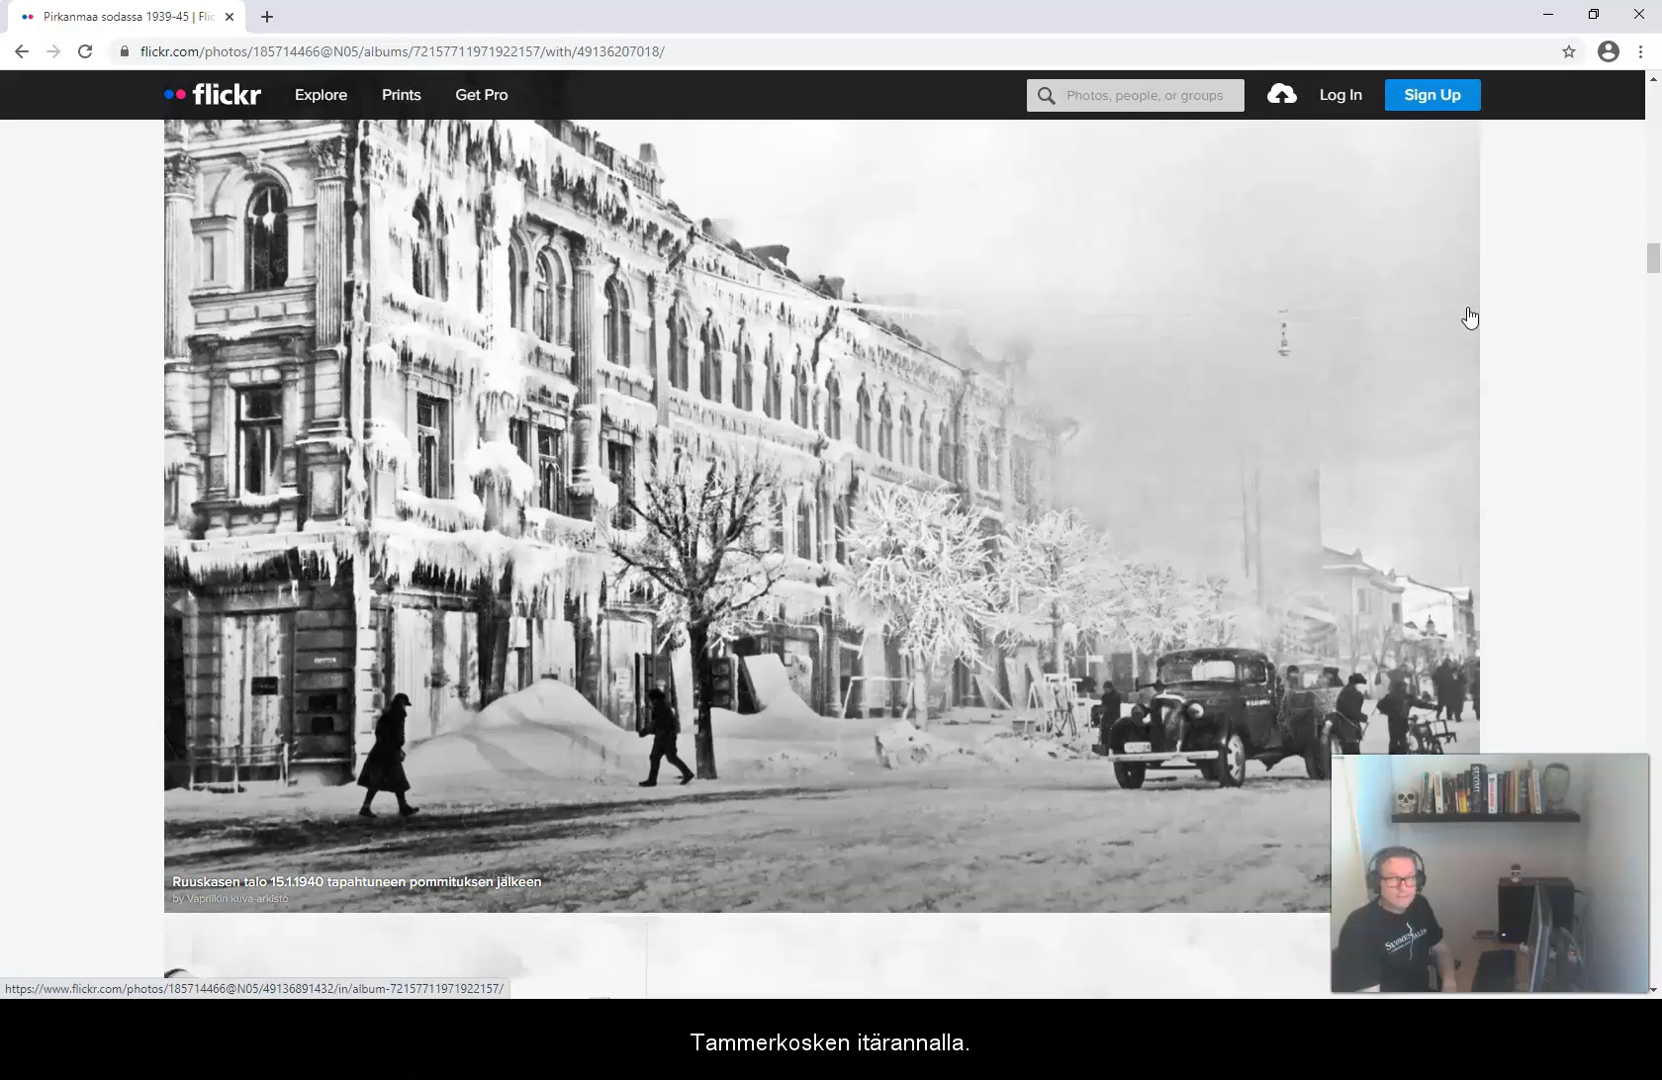 Pirkanmaa sodassa 1939-45 | Flic
flickr.com/photos/185714466@N05/albums/72157711971922157/with/49136207018/
flickr Explore Prints Get Pro Photos, people, or groups Log In Sign Up
Ruuskasen talo 15.1.1940 tapahtuneen pommituksen jälkeen
by Vapriikin kuva-arkisto
SUOMI
https://www.flickr.com/photos/185714466@N05/49136891432/in/album-72157711971922157/
Tammerkosken itärannalla.